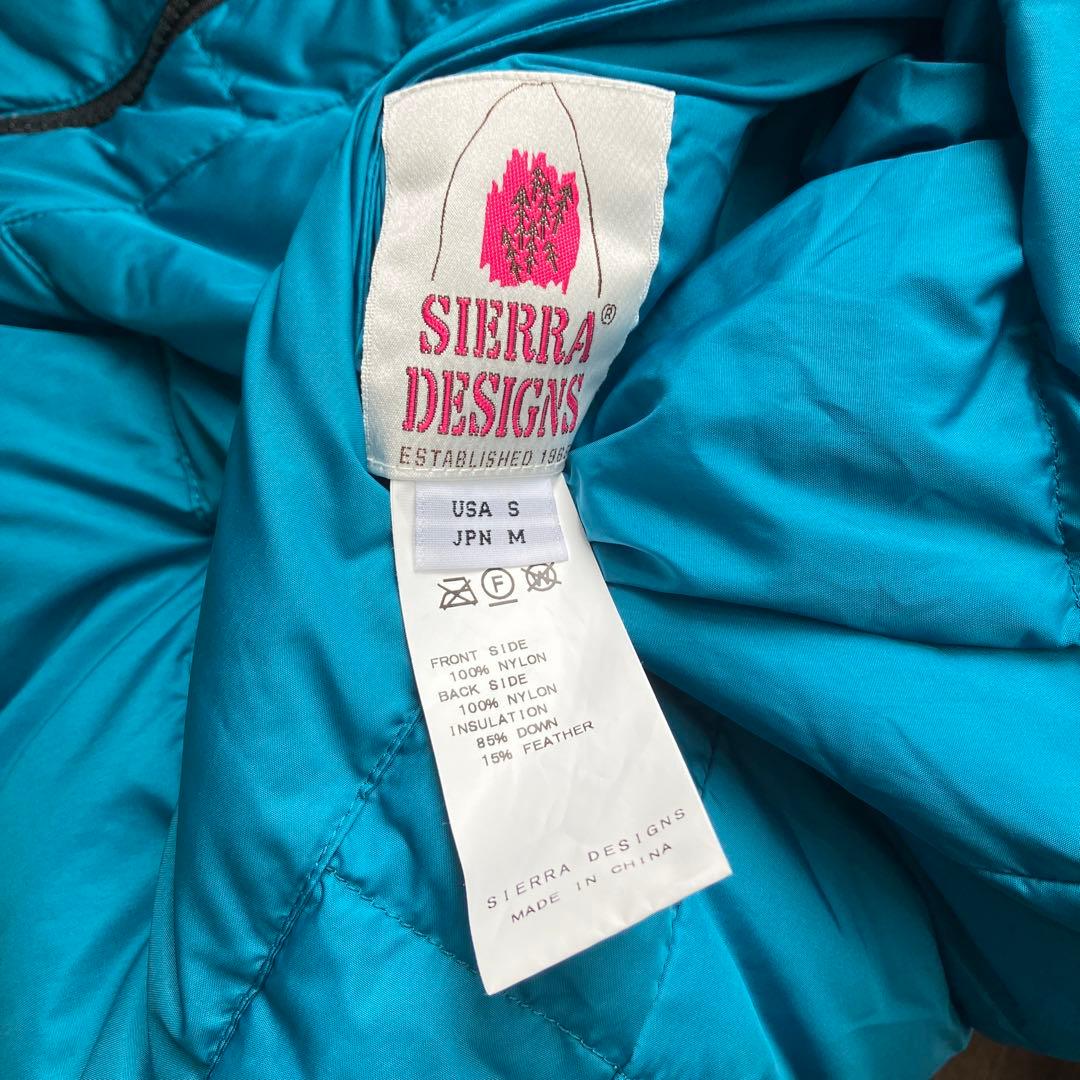 SIERRA®
DESIGNS
ESTABLISHED
USA S
JPN M
F
W
FRONT SIDE
100% NYLON
BACK SIDE
100% NYLON
INSULATION
85% DOWN
15% FEATHER
SIERRA DESIGNS
MADE IN CHINA